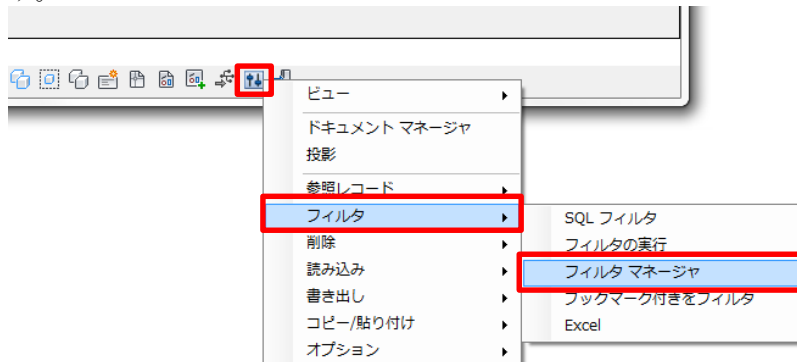 ビュー
ドキュメント マネージャ
投影
参照レコード
フィルタ
削除
読み込み
書き出し
コピー/貼り付け
オプション
SQL フィルタ
フィルタの実行
フィルタ マネージャ
ブックマーク付きをフィルタ
Excel